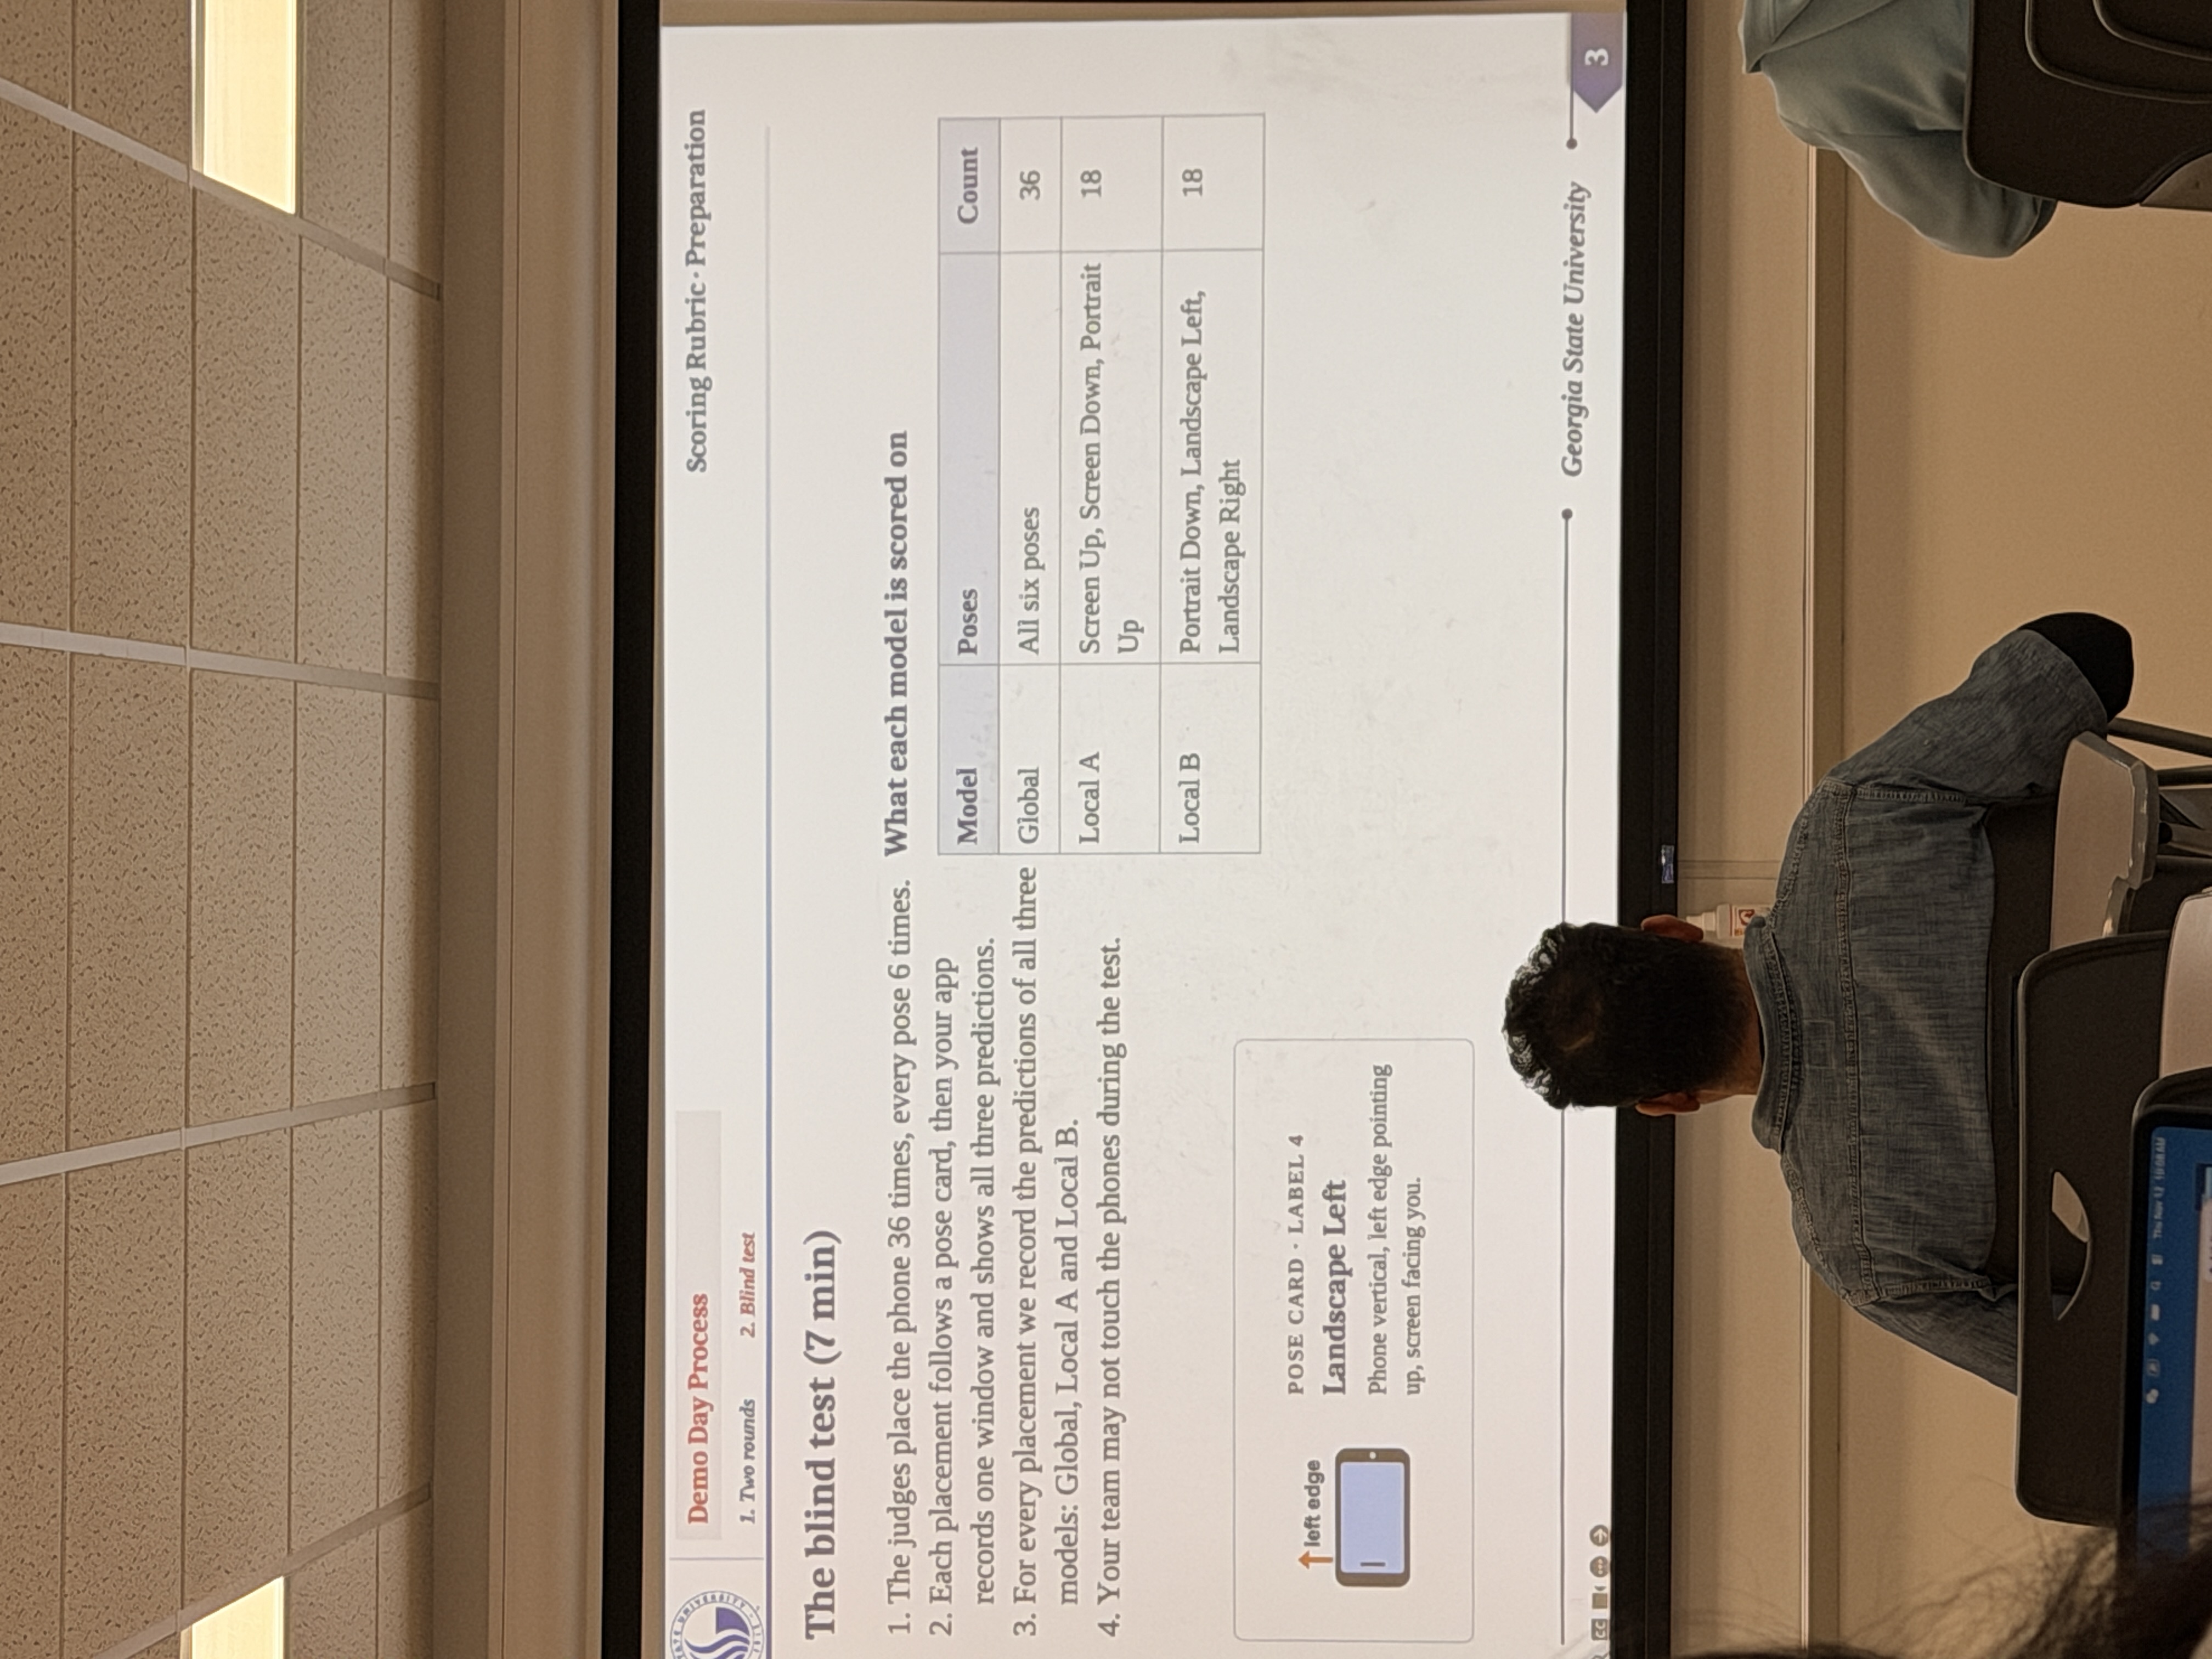 Demo Day Process
Scoring Rubric · Preparation
1. Two rounds
2. Blind test
The blind test (7 min)
1. The judges place the phone 36 times, every pose 6 times.
2. Each placement follows a pose card, then your app
records one window and shows all three predictions.
3. For every placement we record the predictions of all three
models: Global, Local A and Local B.
4. Your team may not touch the phones during the test.
What each model is scored on
Model Poses Count
Global All six poses 36
Local A Screen Up, Screen Down, Portrait 18
Up
Local B Portrait Down, Landscape Left, 18
Landscape Right
left edge
POSE CARD · LABEL 4
Landscape Left
Phone vertical, left edge pointing
up, screen facing you.
Georgia State University
3
CC